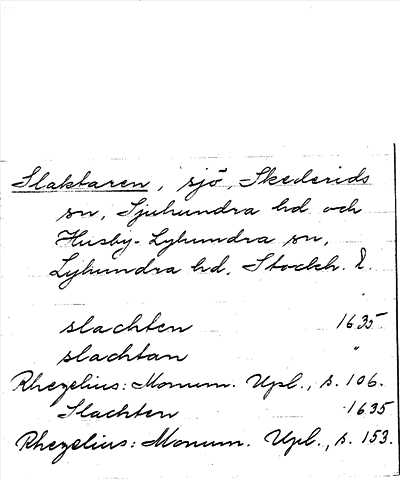 Slaktaren, sjö, Skederids
sn, Sjuhundra hd och
Husby-Lyhundra sn,
Lyhundra hd, Stockh. l.
slachten 1635
slachtan "
Rhezelius: Monum. Upl., s. 106.
Slachten 1635
Rhezelius: Monum. Upl., s. 153.